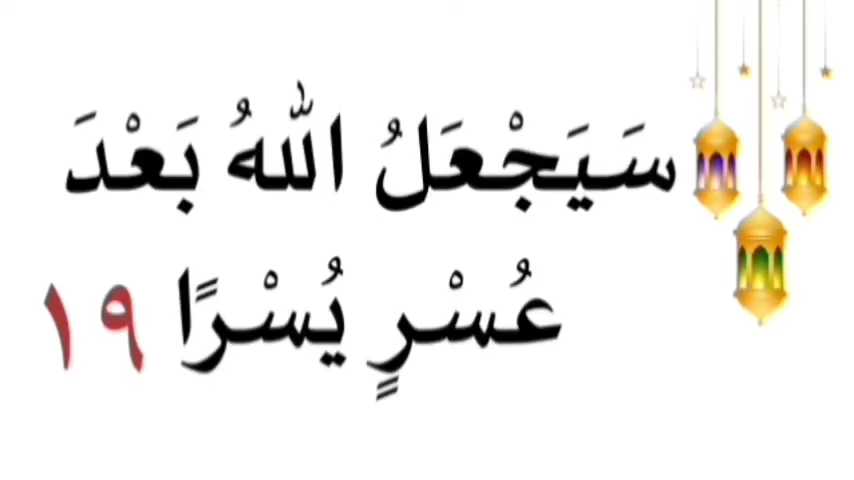 سَيَجْعَلُ اللّٰهُ بَعْدَ
عُسْرٍ يُسْرًا ١٩